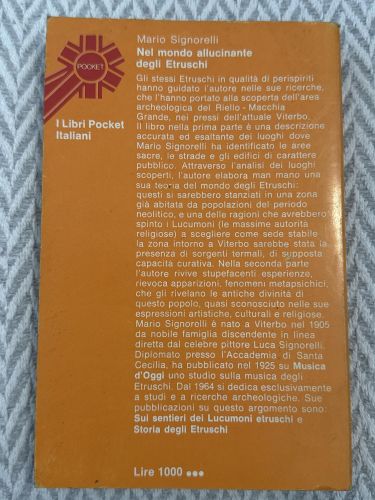 POCKET
I Libri Pocket
Italiani
Mario Signorelli
Nel mondo allucinante
degli Etruschi
Gli stessi Etruschi in qualità di perispiriti
hanno guidato l'autore nelle sue ricerche,
che l'hanno portato alla scoperta dell'area
archeologica del Riello - Macchia
Grande, nei pressi dell'attuale Viterbo.
Il libro nella prima parte è una descrizione
accurata ed esaltante dei luoghi dove
Mario Signorelli ha identificato le aree
sacre, le strade e gli edifici di carattere
pubblico. Attraverso l'analisi dei luoghi
scoperti, l'autore elabora man mano una
sua teoria del mondo degli Etruschi:
questi si sarebbero stanziati in una zona
già abitata da popolazioni del periodo
neolitico, e una delle ragioni che avrebbero
spinto i Lucumoni (le massime autorità
religiose) a scegliere come sede stabile
la zona intorno a Viterbo sarebbe stata la
presenza di sorgenti termali, di supposta
capacità curativa. Nella seconda parte
l'autore rivive stupefacenti esperienze,
rievoca apparizioni, fenomeni metapsichici,
che gli rivelano le antiche divinità di
questo popolo, quasi sconosciuto nelle sue
espressioni artistiche, culturali e religiose.
Mario Signorelli è nato a Viterbo nel 1905
da nobile famiglia discendente in linea
diretta dal celebre pittore Luca Signorelli.
Diplomato presso l'Accademia di Santa
Cecilia, ha pubblicato nel 1925 su Musica
d'Oggi uno studio sulla musica degli
Etruschi. Dal 1964 si dedica esclusivamente
a studi e a ricerche archeologiche. Sue
pubblicazioni su questo argomento sono:
Sui sentieri dei Lucumoni etruschi e
Storia degli Etruschi.
Lire 1000 ●●●